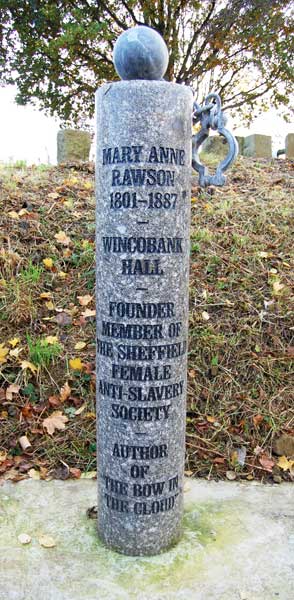 MARY ANNE
RAWSON
1801–1887
–
WINCOBANK
HALL
–
FOUNDER
MEMBER OF
THE SHEFFIELD
FEMALE
ANTI-SLAVERY
SOCIETY
–
AUTHOR
OF
'THE BOW IN
THE CLOUD'